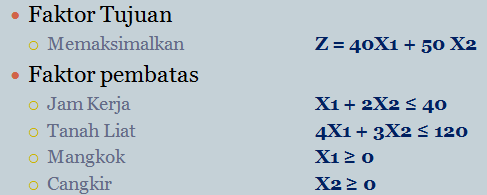 Faktor Tujuan
Memaksimalkan Z = 40X1 + 50 X2
Faktor pembatas
Jam Kerja X1 + 2X2 ≤ 40
Tanah Liat 4X1 + 3X2 ≤ 120
Mangkok X1 ≥ 0
Cangkir X2 ≥ 0